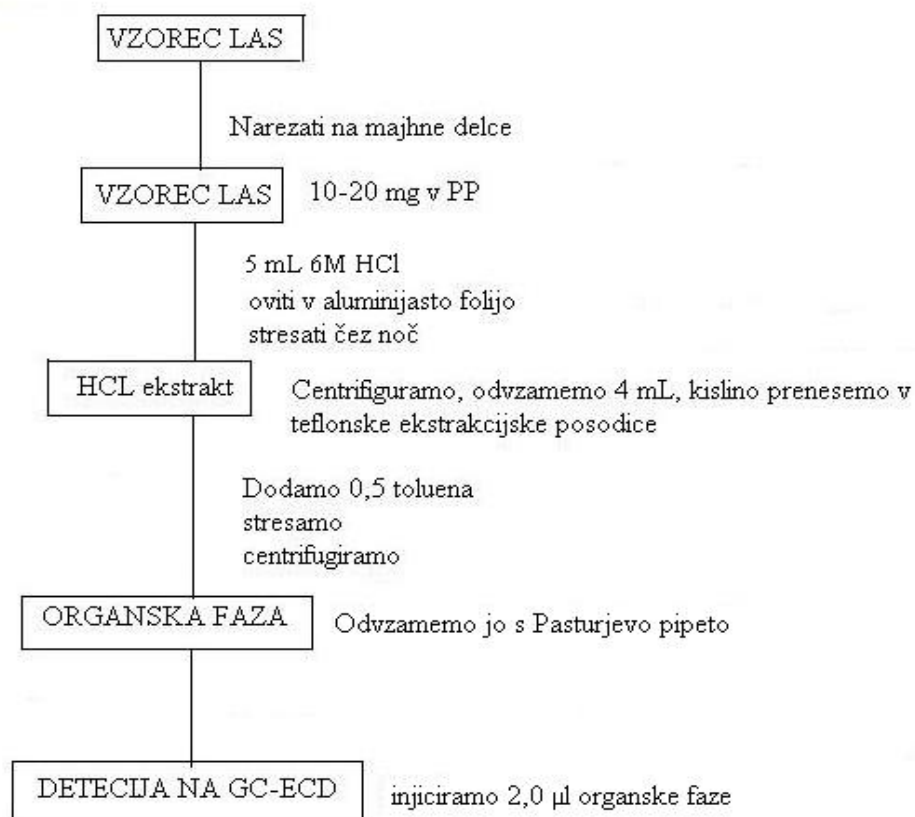 VZOREC LAS
Narezati na majhne delce
VZOREC LAS
10-20 mg v PP
5 mL 6M HCl
oviti v aluminijasto folijo
stresati čez noč
HCL ekstrakt
Centrifiguramo, odvzamemo 4 mL, kislino prenesemo v
teflonske ekstrakcijske posodice
Dodamo 0,5 toluena
stresamo
centrifugiramo
ORGANSKA FAZA
Odvzamemo jo s Pasturjevo pipeto
DETECIJA NA GC-ECD
injiciramo 2,0 µl organske faze